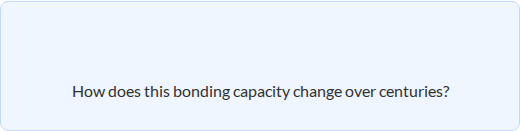 How does this bonding capacity change over centuries?